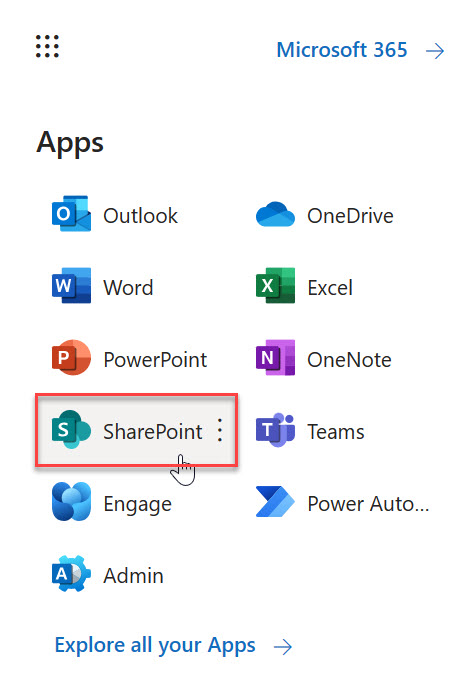 Microsoft 365 →
Apps
Outlook OneDrive
Word Excel
PowerPoint OneNote
SharePoint Teams
Engage Power Auto...
Admin
Explore all your Apps →